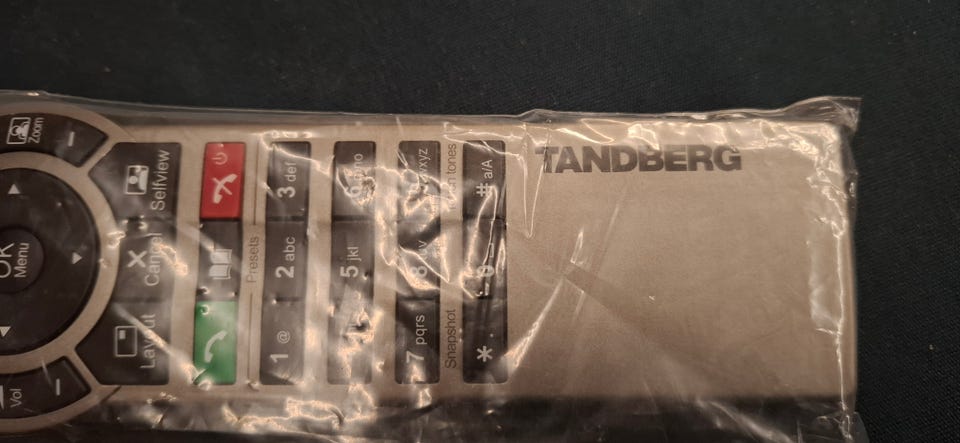 TANDBERG
Zoom
−
OK
Menu
Vol
−
Layout
Cancel
Selfview
Presets
1 @
2 abc
3 def
5 jkl
7 pqrs
Snapshot
*
# a/A